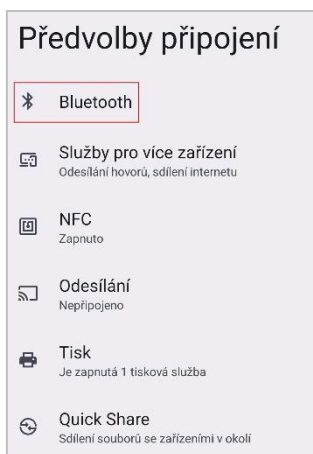 Předvolby připojení
Bluetooth
Služby pro více zařízení
Odesílání hovorů, sdílení internetu
NFC
Zapnuto
Odesílání
Nepřipojeno
Tisk
Je zapnutá 1 tisková služba
Quick Share
Sdílení souborů se zařízeními v okolí